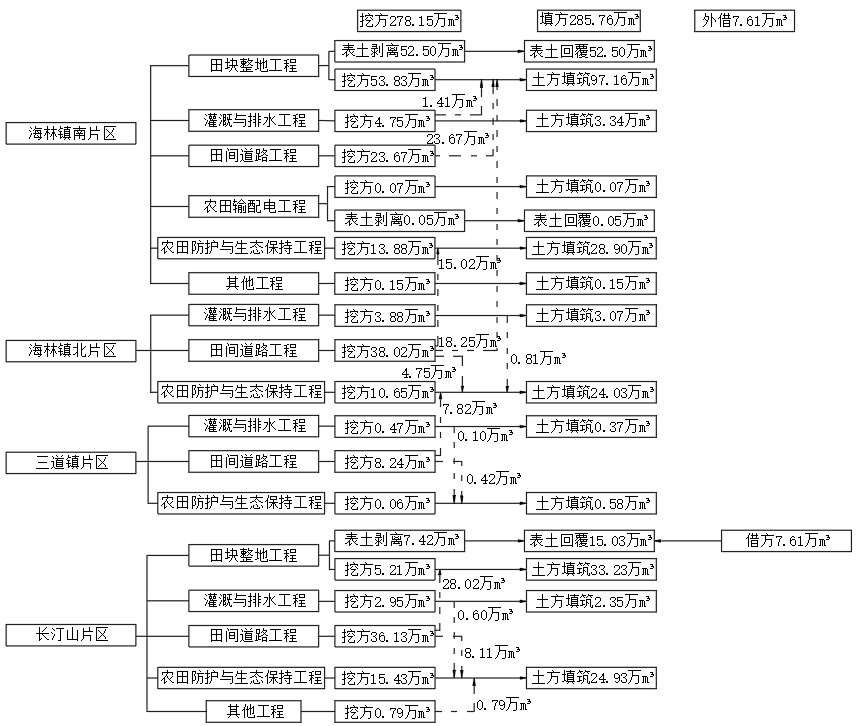 挖方278.15万m³
填方285.76万m³
外借7.61万m³
海林镇南片区
田块整地工程
表土剥离52.50万m³
表土回覆52.50万m³
挖方53.83万m³
土方填筑97.16万m³
1.41万m³
灌溉与排水工程
挖方4.75万m³
土方填筑3.34万m³
23.67万m³
田间道路工程
挖方23.67万m³
农田输配电工程
挖方0.07万m³
土方填筑0.07万m³
表土剥离0.05万m³
表土回覆0.05万m³
农田防护与生态保持工程
挖方13.88万m³
土方填筑28.90万m³
15.02万m³
其他工程
挖方0.15万m³
土方填筑0.15万m³
海林镇北片区
灌溉与排水工程
挖方3.88万m³
土方填筑3.07万m³
18.25万m³
田间道路工程
挖方38.02万m³
0.81万m³
4.75万m³
农田防护与生态保持工程
挖方10.65万m³
土方填筑24.03万m³
7.82万m³
三道镇片区
灌溉与排水工程
挖方0.47万m³
土方填筑0.37万m³
0.10万m³
田间道路工程
挖方8.24万m³
0.42万m³
农田防护与生态保持工程
挖方0.06万m³
土方填筑0.58万m³
长汀山片区
田块整地工程
表土剥离7.42万m³
表土回覆15.03万m³
借方7.61万m³
挖方5.21万m³
土方填筑33.23万m³
28.02万m³
灌溉与排水工程
挖方2.95万m³
土方填筑2.35万m³
0.60万m³
田间道路工程
挖方36.13万m³
8.11万m³
农田防护与生态保持工程
挖方15.43万m³
土方填筑24.93万m³
其他工程
挖方0.79万m³
0.79万m³